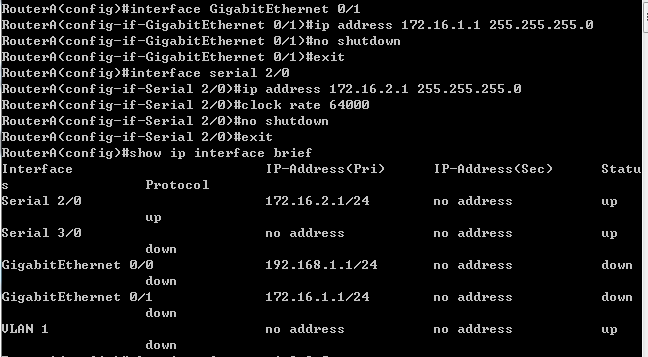 RouterA(config)#interface GigabitEthernet 0/1
RouterA(config-if-GigabitEthernet 0/1)#ip address 172.16.1.1 255.255.255.0
RouterA(config-if-GigabitEthernet 0/1)#no shutdown
RouterA(config-if-GigabitEthernet 0/1)#exit
RouterA(config)#interface serial 2/0
RouterA(config-if-Serial 2/0)#ip address 172.16.2.1 255.255.255.0
RouterA(config-if-Serial 2/0)#clock rate 64000
RouterA(config-if-Serial 2/0)#no shutdown
RouterA(config-if-Serial 2/0)#exit
RouterA(config)#show ip interface brief
Interface IP-Address(Pri) IP-Address(Sec) Statu
s Protocol
Serial 2/0 172.16.2.1/24 no address up
up
Serial 3/0 no address no address up
down
GigabitEthernet 0/0 192.168.1.1/24 no address down
down
GigabitEthernet 0/1 172.16.1.1/24 no address down
down
VLAN 1 no address no address up
down